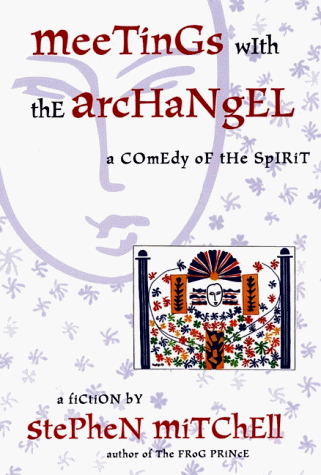 meeTinGs wIth
thE arcHaNgEL
a COmEdy oF tHe SpIRiT
a fiCtiON bY
stePheN miTCHell
author of The FRoG PRiNcE